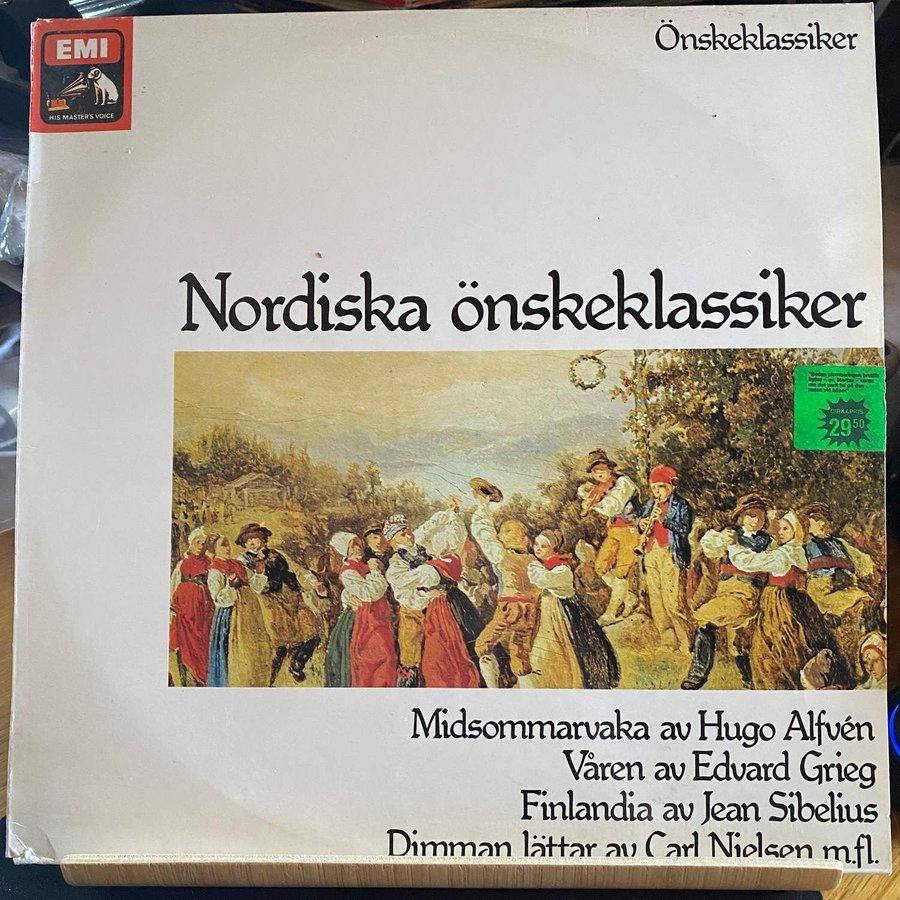 EMI
HIS MASTER'S VOICE
Önskeklassiker
Nordiska önskeklassiker
CIRKAPRIS
29 50
Midsommarvaka av Hugo Alfvén
Våren av Edvard Grieg
Finlandia av Jean Sibelius
Dimman lättar av Carl Nielsen m.fl.